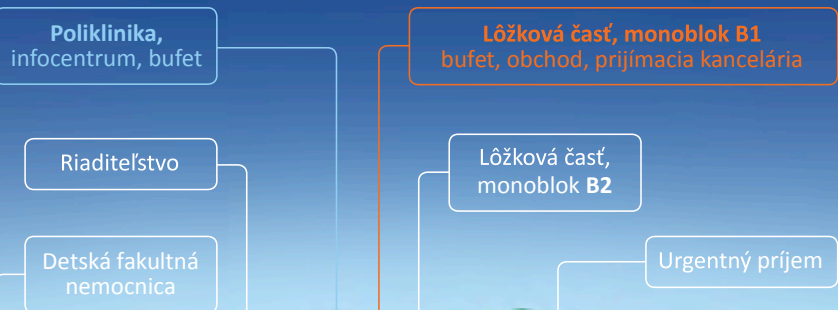 Poliklinika,
infocentrum, bufet
Lôžková časť, monoblok B1
bufet, obchod, prijímacia kancelária
Riaditeľstvo
Lôžková časť,
monoblok B2
Detská fakultná
nemocnica
Urgentný príjem